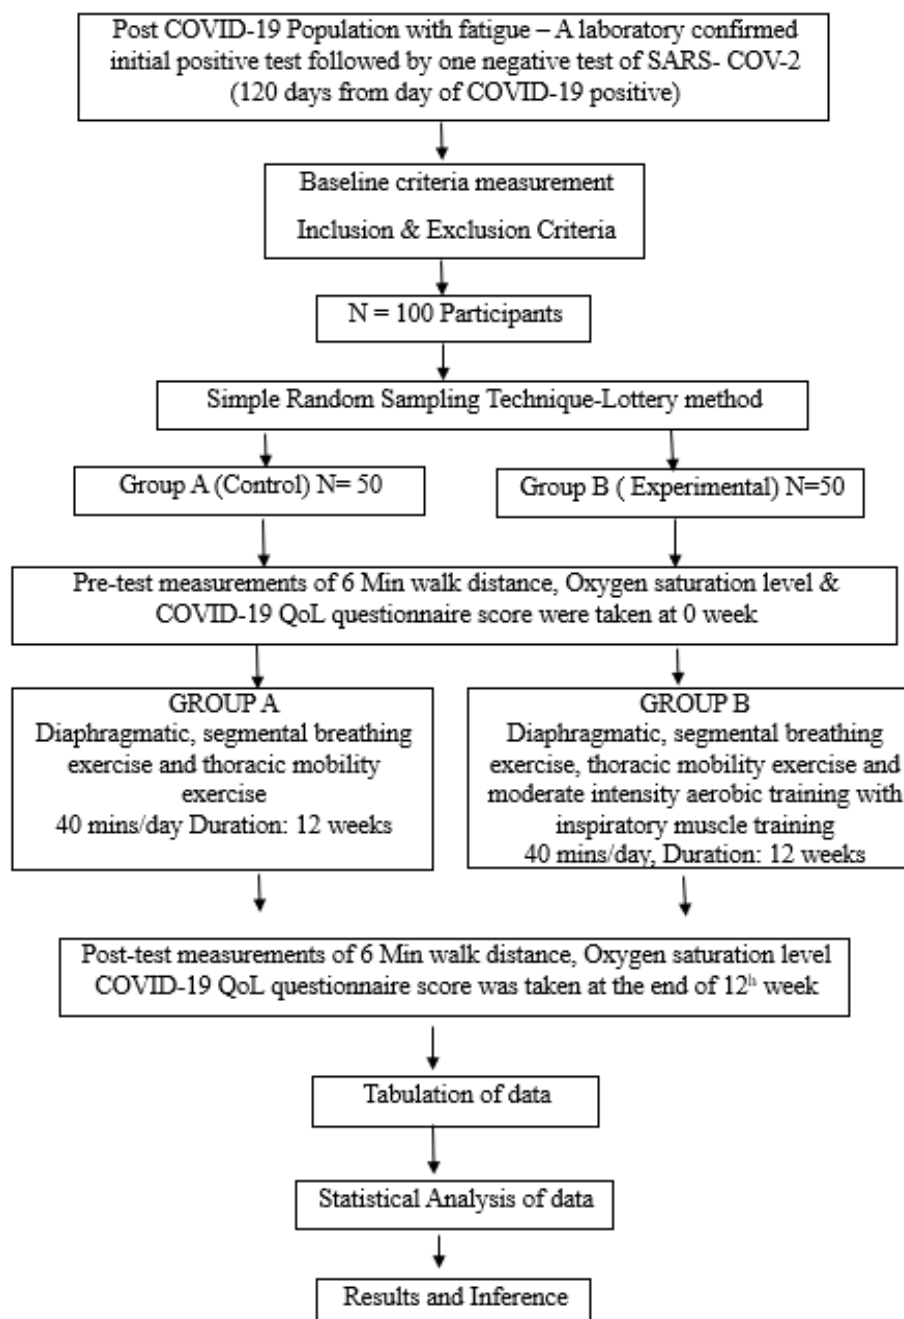 Post COVID-19 Population with fatigue – A laboratory confirmed
initial positive test followed by one negative test of SARS- COV-2
(120 days from day of COVID-19 positive)
Baseline criteria measurement
Inclusion & Exclusion Criteria
N = 100 Participants
Simple Random Sampling Technique-Lottery method
Group A (Control) N= 50
Group B ( Experimental) N=50
Pre-test measurements of 6 Min walk distance, Oxygen saturation level &
COVID-19 QoL questionnaire score were taken at 0 week
GROUP A
Diaphragmatic, segmental breathing
exercise and thoracic mobility
exercise
40 mins/day Duration: 12 weeks
GROUP B
Diaphragmatic, segmental breathing
exercise, thoracic mobility exercise and
moderate intensity aerobic training with
inspiratory muscle training
40 mins/day, Duration: 12 weeks
Post-test measurements of 6 Min walk distance, Oxygen saturation level
COVID-19 QoL questionnaire score was taken at the end of 12ʰ week
Tabulation of data
Statistical Analysis of data
Results and Inference